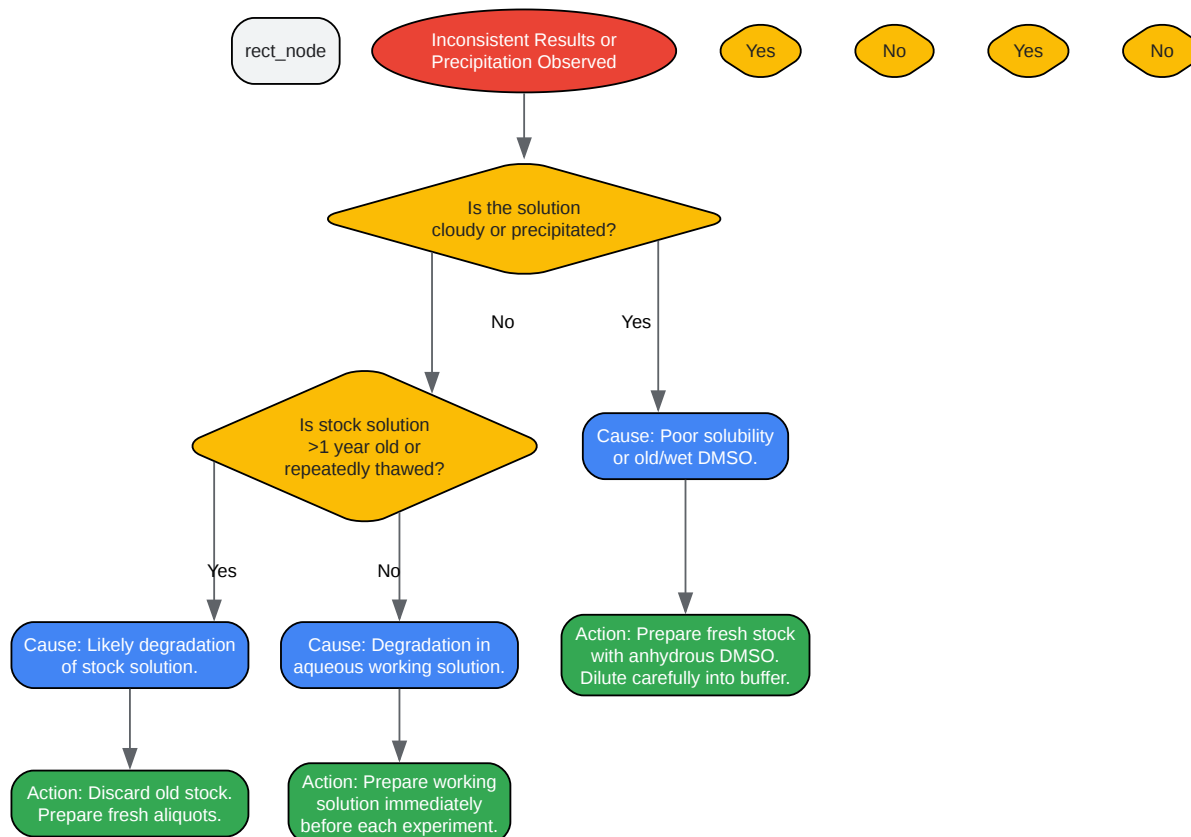 rect_node
Inconsistent Results or
Precipitation Observed
Yes
No
Yes
No
Is the solution
cloudy or precipitated?
No
Yes
Is stock solution
>1 year old or
repeatedly thawed?
Cause: Poor solubility
or old/wet DMSO.
Yes
No
Cause: Likely degradation
of stock solution.
Cause: Degradation in
aqueous working solution.
Action: Prepare fresh stock
with anhydrous DMSO.
Dilute carefully into buffer.
Action: Discard old stock.
Prepare fresh aliquots.
Action: Prepare working
solution immediately
before each experiment.